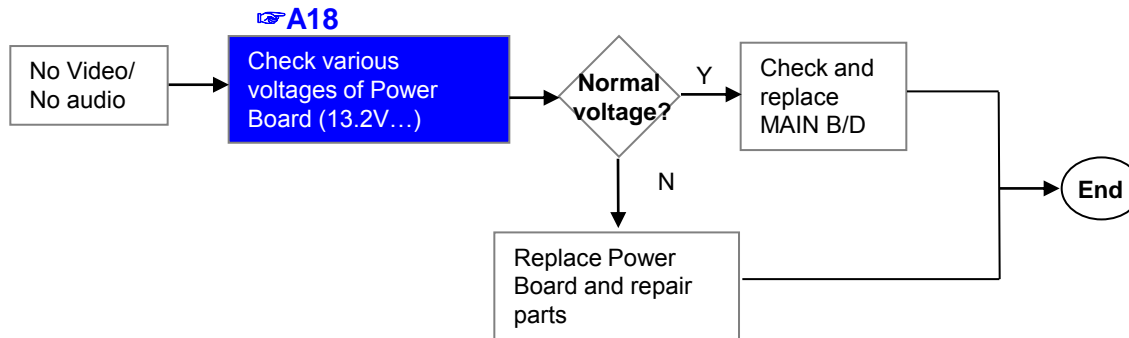 ☞A18
No Video/
No audio
Check various
voltages of Power
Board (13.2V…)
Normal
voltage?
Y
Check and
replace
MAIN B/D
N
Replace Power
Board and repair
parts
End